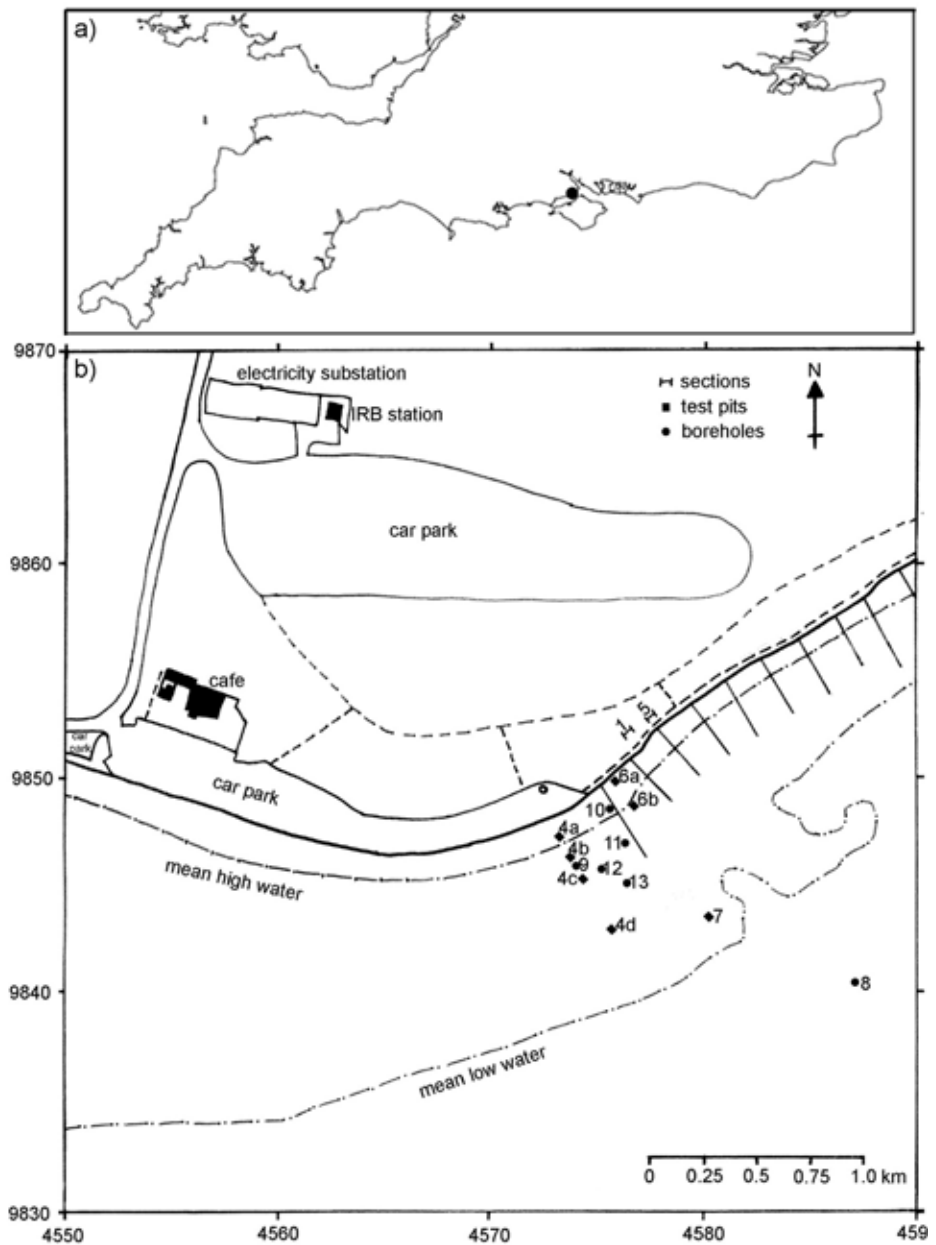 a)
9870
b)
electricity substation
IRB station
sections
test pits
boreholes
N
car park
9860
cafe
car
park
car park
1
5
9850
6a
6b
10
4a
4b
11
9
12
4c
13
mean high water
4d
7
9840
8
mean low water
0 0.25 0.5 0.75 1.0 km
9830
4550 4560 4570 4580 459